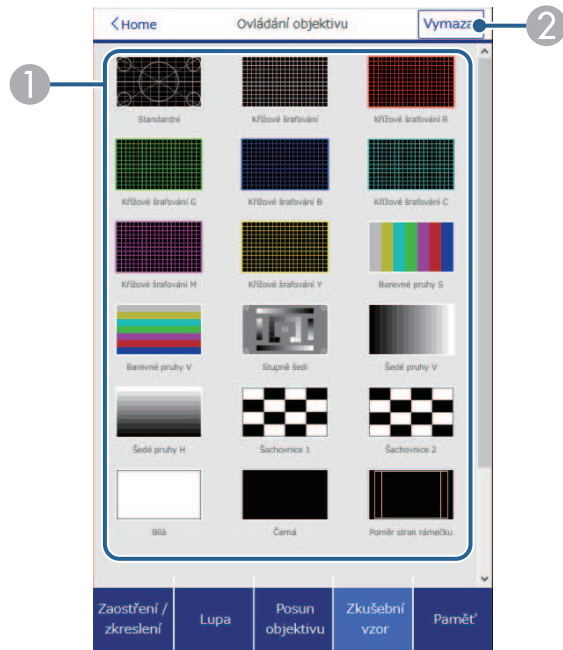 Home
Ovládání objektivu
Vymaza
2
1
Standardní
Křížové šrafování
Křížové šrafování R
Křížové šrafování G
Křížové šrafování B
Křížové šrafování C
Křížové šrafování M
Křížové šrafování Y
Barevné pruhy S
Barevné pruhy V
Stupně šedi
Šedé pruhy V
Šedé pruhy H
Šachovnice 1
Šachovnice 2
Bílá
Černá
Poměr stran rámečku
Zaostření /
zkreslení
Lupa
Posun
objektivu
Zkušební
vzor
Paměť